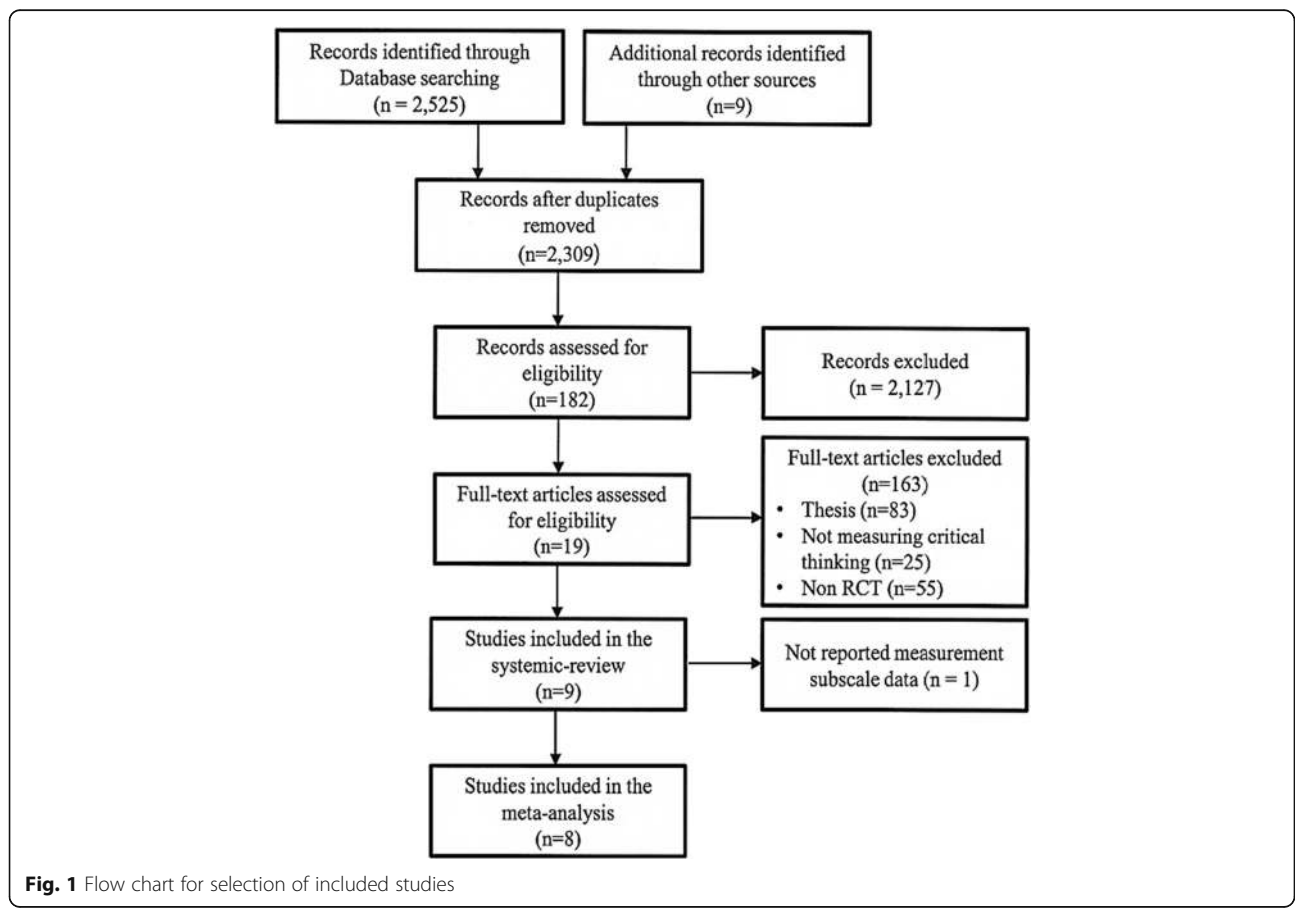 Records identified through
Database searching
(n = 2,525)
Additional records identified
through other sources
(n=9)
Records after duplicates
removed
(n=2,309)
Records assessed for
eligibility
(n=182)
Records excluded
(n = 2,127)
Full-text articles assessed
for eligibility
(n=19)
Full-text articles excluded
(n=163)
• Thesis (n=83)
• Not measuring critical
thinking (n=25)
• Non RCT (n=55)
Studies included in the
systemic-review
(n=9)
Not reported measurement
subscale data (n = 1)
Studies included in the
meta-analysis
(n=8)
Fig. 1 Flow chart for selection of included studies